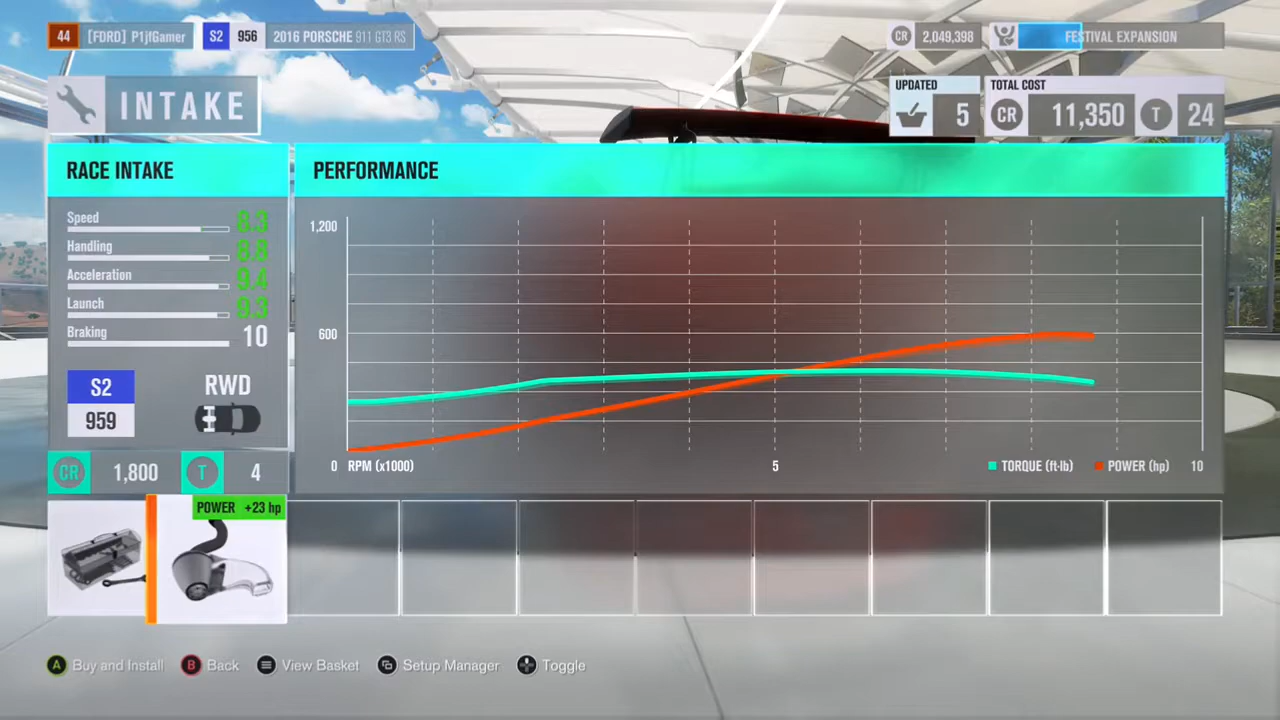 44 [FDRD] P1jfGamer S2 956 2016 PORSCHE 911 GT3 RS
CR 2,049,398 FESTIVAL EXPANSION
INTAKE
UPDATED
5
TOTAL COST
CR 11,350 T 24
RACE INTAKE
Speed 8.3
Handling 8.8
Acceleration 9.4
Launch 9.3
Braking 10
S2
959
RWD
CR 1,800 T 4
PERFORMANCE
1,200
600
0 RPM (x1000) 5 TORQUE (ft-lb) POWER (hp) 10
POWER +23 hp
A Buy and Install B Back View Basket Setup Manager Toggle